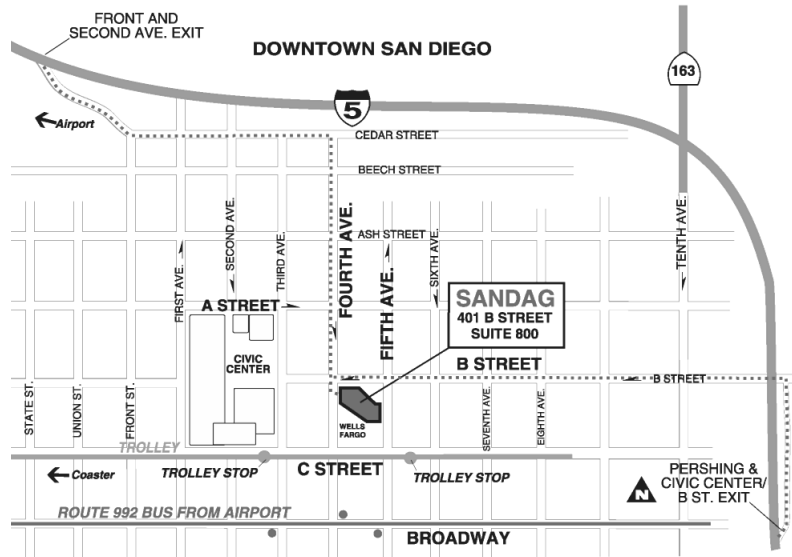 FRONT AND
SECOND AVE. EXIT
DOWNTOWN SAN DIEGO
163
5
Airport
CEDAR STREET
BEECH STREET
ASH STREET
FIRST AVE.
SECOND AVE.
THIRD AVE.
FOURTH AVE.
FIFTH AVE.
SIXTH AVE.
TENTH AVE.
A STREET
SANDAG
401 B STREET
SUITE 800
CIVIC
CENTER
B STREET
B STREET
STATE ST.
UNION ST.
FRONT ST.
WELLS
FARGO
SEVENTH AVE.
EIGHTH AVE.
TROLLEY
TROLLEY STOP
C STREET
TROLLEY STOP
Coaster
PERSHING &
CIVIC CENTER/
B ST. EXIT
N
ROUTE 992 BUS FROM AIRPORT
BROADWAY